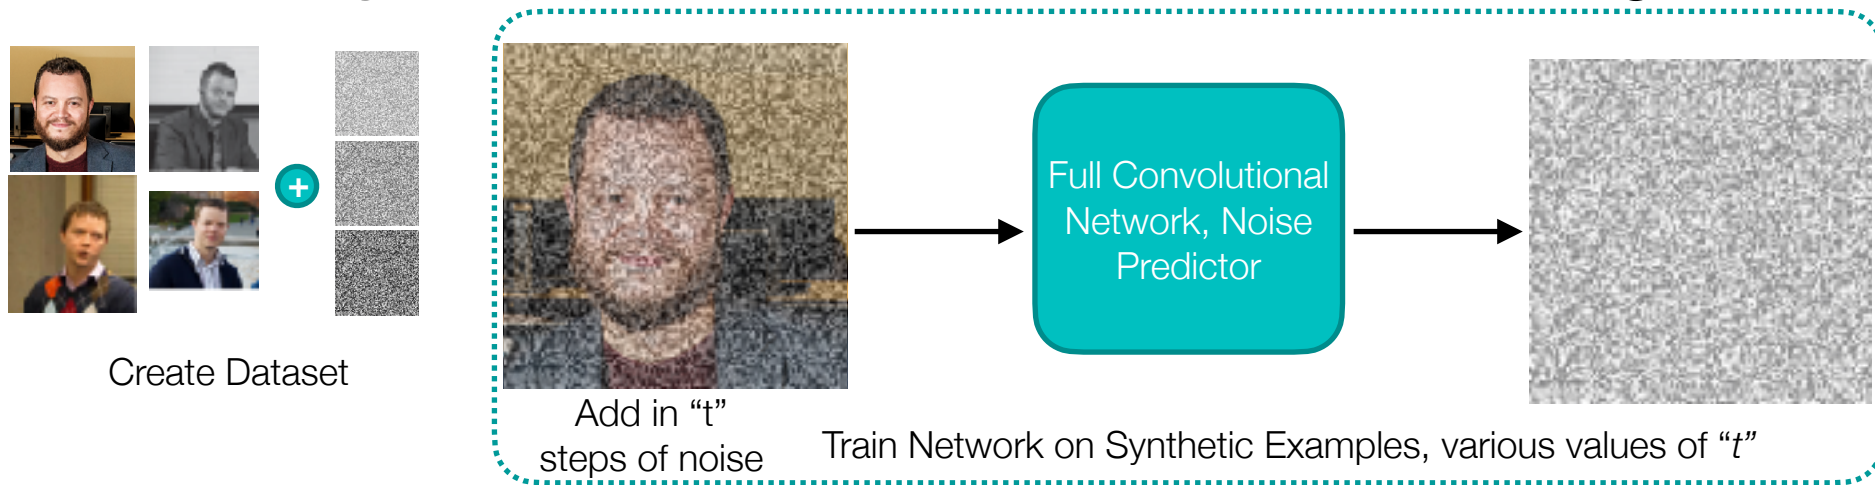 +
Create Dataset
Add in “t”
steps of noise
Full Convolutional
Network, Noise
Predictor
Train Network on Synthetic Examples, various values of “t”